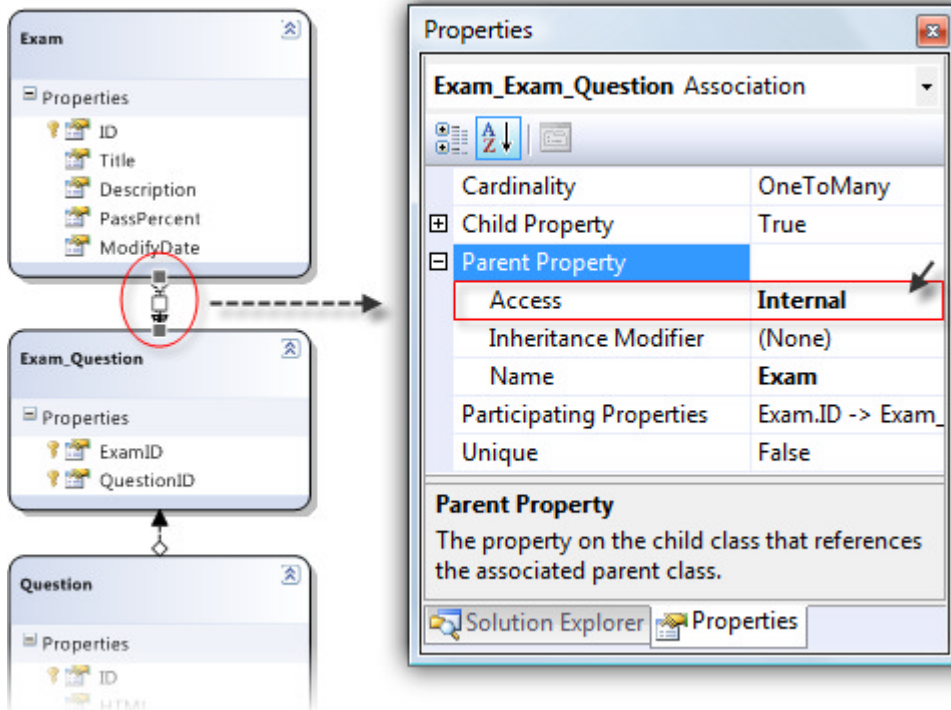 Exam
Properties
ID
Title
Description
PassPercent
ModifyDate
Exam_Question
Properties
ExamID
QuestionID
Question
Properties
ID
HTML
Properties
Exam_Exam_Question Association
Cardinality OneToMany
Child Property True
Parent Property
Access Internal
Inheritance Modifier (None)
Name Exam
Participating Properties Exam.ID -> Exam_
Unique False
Parent Property
The property on the child class that references
the associated parent class.
Solution Explorer Properties